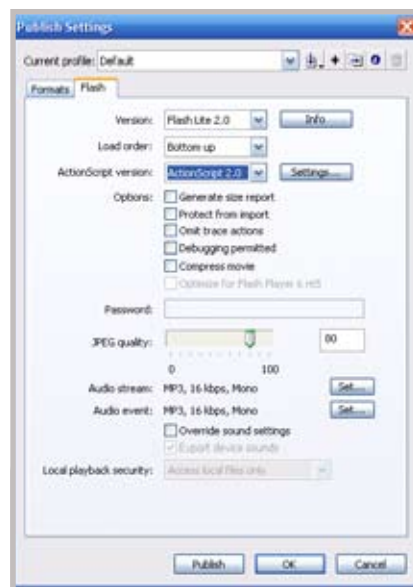 Publish Settings
Current profile: Default
Formats Flash
Version: Flash Lite 2.0 Info
Load order: Bottom up
ActionScript version: ActionScript 2.0 Settings...
Options: Generate size report
Protect from import
Omit trace actions
Debugging permitted
Compress movie
Optimize for Flash Player 6 r65
Password:
JPEG quality: 80
0 100
Audio stream: MP3, 16 kbps, Mono Set...
Audio event: MP3, 16 kbps, Mono Set...
Override sound settings
Export device sounds
Local playback security: Access local files only
Publish OK Cancel